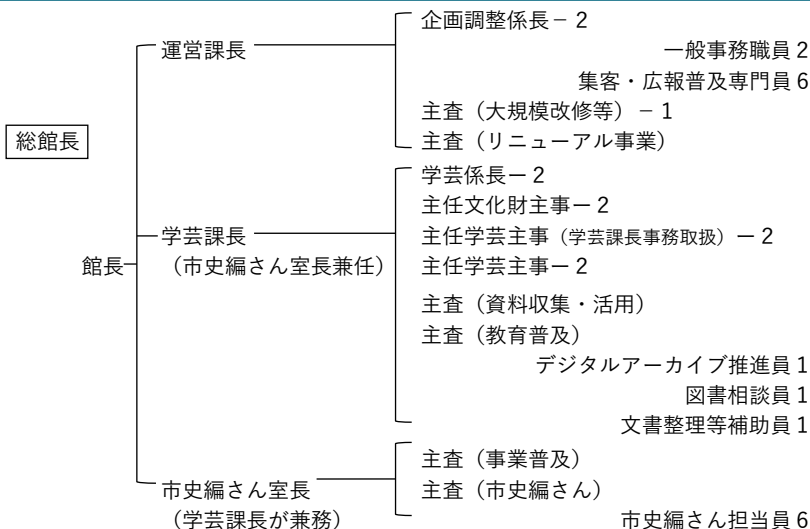 総館長
館長
運営課長
企画調整係長－2
一般事務職員 2
集客・広報普及専門員 6
主査（大規模改修等）－1
主査（リニューアル事業）
学芸課長
（市史編さん室長兼任）
学芸係長ー2
主任文化財主事ー2
主任学芸主事（学芸課長事務取扱）ー2
主任学芸主事ー2
主査（資料収集・活用）
主査（教育普及）
デジタルアーカイブ推進員 1
図書相談員 1
文書整理等補助員 1
市史編さん室長
（学芸課長が兼務）
主査（事業普及）
主査（市史編さん）
市史編さん担当員 6